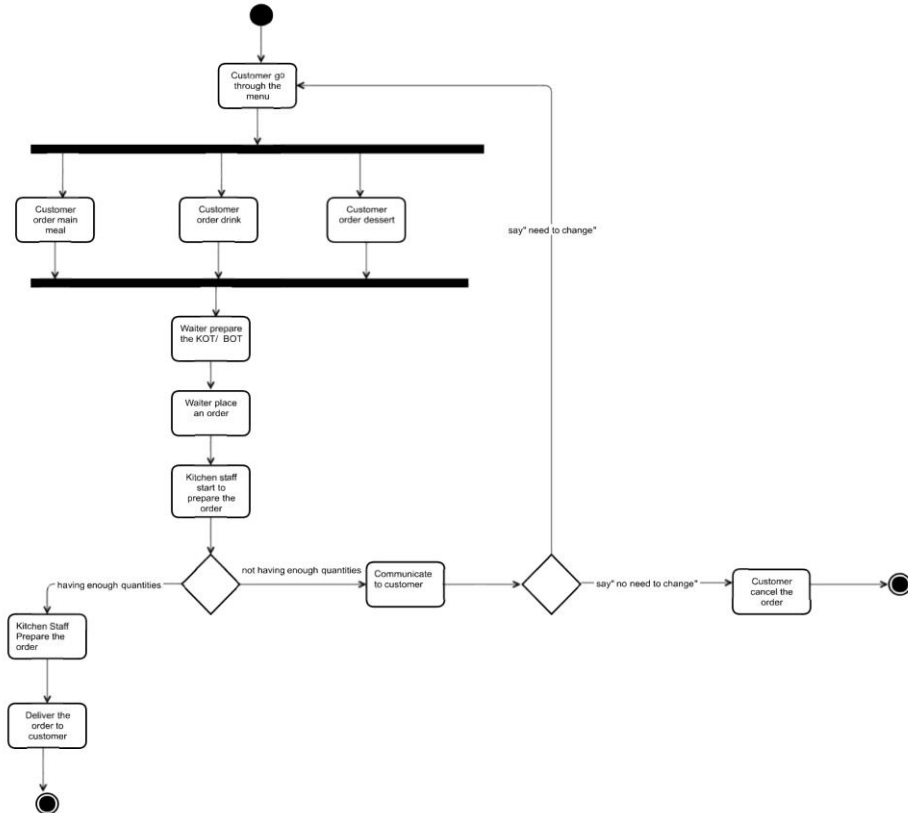 Customer go
through the
menu
Customer
order main
meal
Customer
order drink
Customer
order dessert
say" need to change"
Waiter prepare
the KOT/ BOT
Waiter place
an order
Kitchen staff
start to
prepare the
order
having enough quantities
not having enough quantities
Communicate
to customer
say" no need to change"
Customer
cancel the
order
Kitchen Staff
Prepare the
order
Deliver the
order to
customer